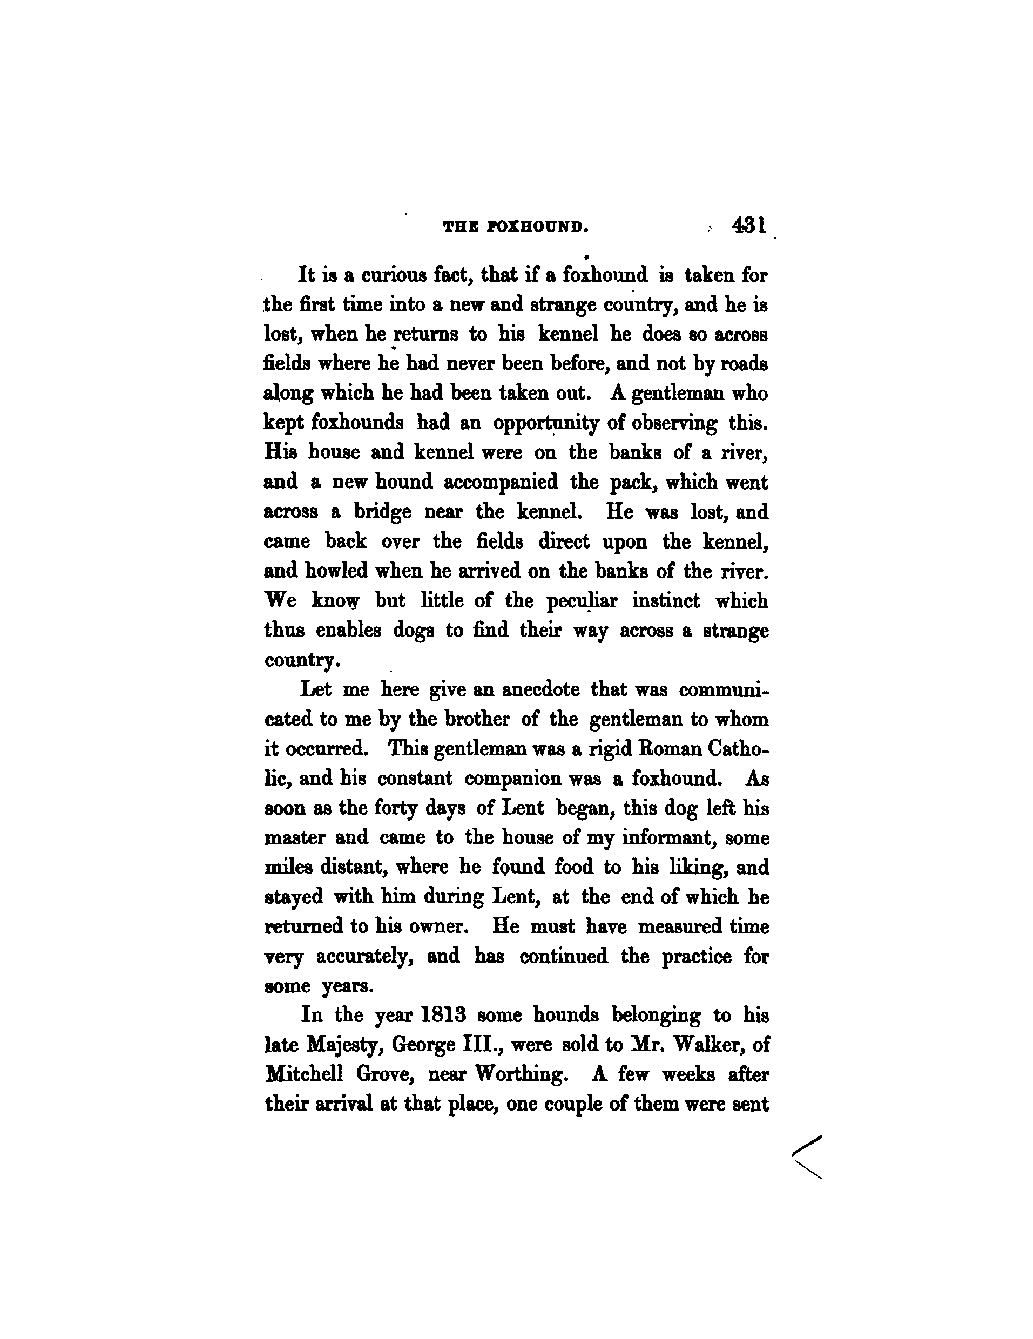 THE FOXHOUND. 431
It is a curious fact, that if a foxhound is taken for
the first time into a new and strange country, and he is
lost, when he returns to his kennel he does so across
fields where he had never been before, and not by roads
along which he had been taken out. A gentleman who
kept foxhounds had an opportunity of observing this.
His house and kennel were on the banks of a river,
and a new hound accompanied the pack, which went
across a bridge near the kennel. He was lost, and
came back over the fields direct upon the kennel,
and howled when he arrived on the banks of the river.
We know but little of the peculiar instinct which
thus enables dogs to find their way across a strange
country.
Let me here give an anecdote that was communi-
cated to me by the brother of the gentleman to whom
it occurred. This gentleman was a rigid Roman Catho-
lic, and his constant companion was a foxhound. As
soon as the forty days of Lent began, this dog left his
master and came to the house of my informant, some
miles distant, where he found food to his liking, and
stayed with him during Lent, at the end of which he
returned to his owner. He must have measured time
very accurately, and has continued the practice for
some years.
In the year 1813 some hounds belonging to his
late Majesty, George III., were sold to Mr. Walker, of
Mitchell Grove, near Worthing. A few weeks after
their arrival at that place, one couple of them were sent